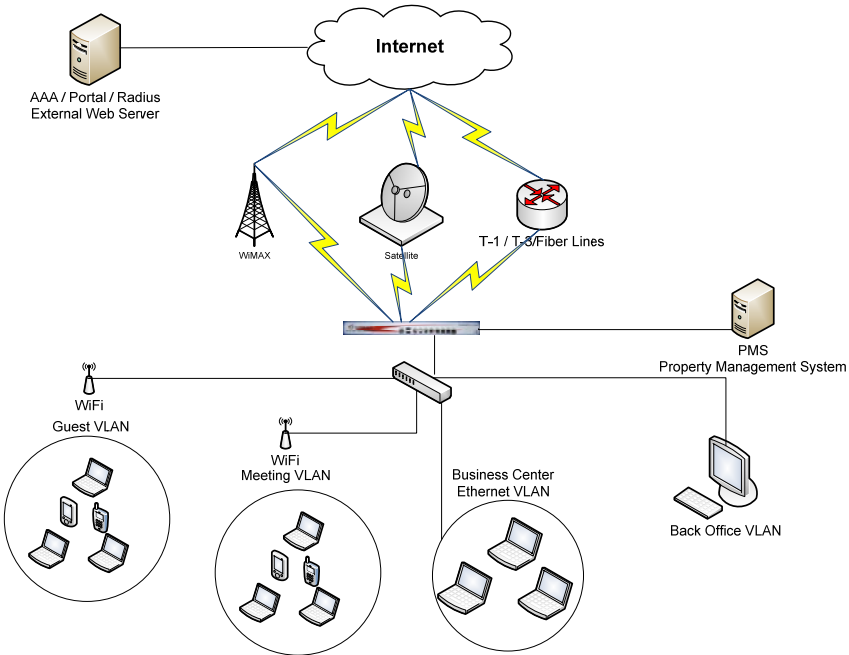 Internet
AAA / Portal / Radius
External Web Server
WiMAX
Satellite
T-1 / T-3/Fiber Lines
PMS
Property Management System
WiFi
Guest VLAN
WiFi
Meeting VLAN
Business Center
Ethernet VLAN
Back Office VLAN